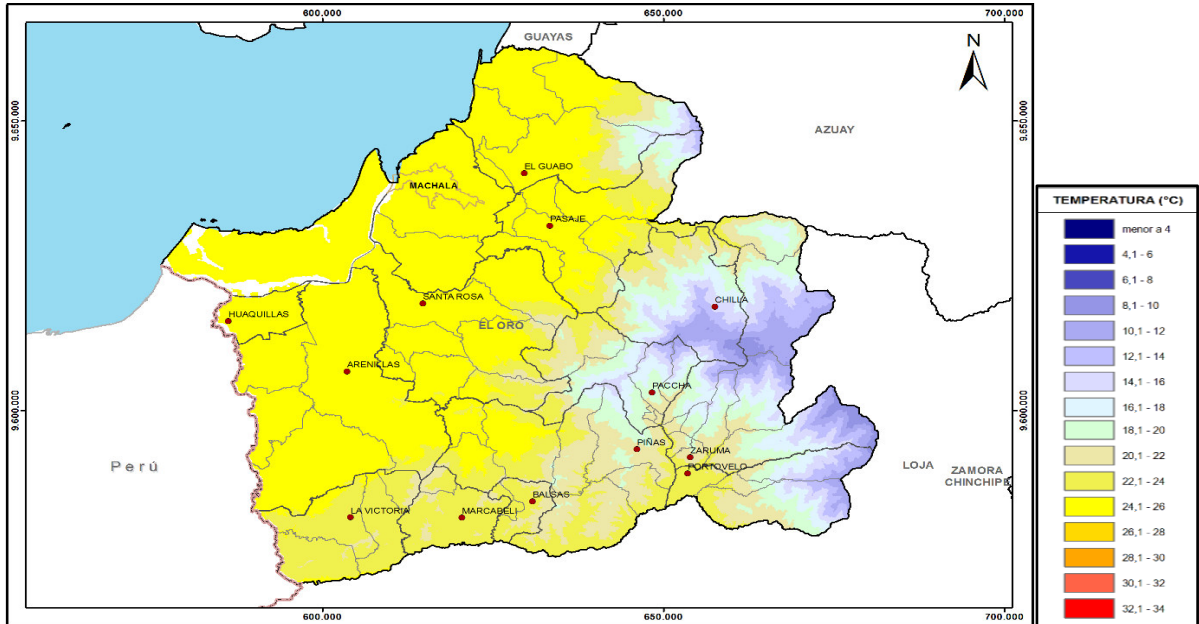 600.000
650.000
700.000
GUAYAS
N
9.650.000
9.650.000
AZUAY
EL GUABO
MACHALA
PASAJE
TEMPERATURA (°C)
menor a 4
4,1 - 6
6,1 - 8
8,1 - 10
10,1 - 12
12,1 - 14
14,1 - 16
16,1 - 18
18,1 - 20
20,1 - 22
22,1 - 24
24,1 - 26
26,1 - 28
28,1 - 30
30,1 - 32
32,1 - 34
SANTA ROSA
CHILLA
HUAQUILLAS
EL ORO
ARENILLAS
PACCHA
9.600.000
9.600.000
PIÑAS
ZARUMA
Perú
LOJA
ZAMORA
CHINCHIPE
PORTOVELO
BALSAS
LA VICTORIA
MARCABELI
600.000
650.000
700.000